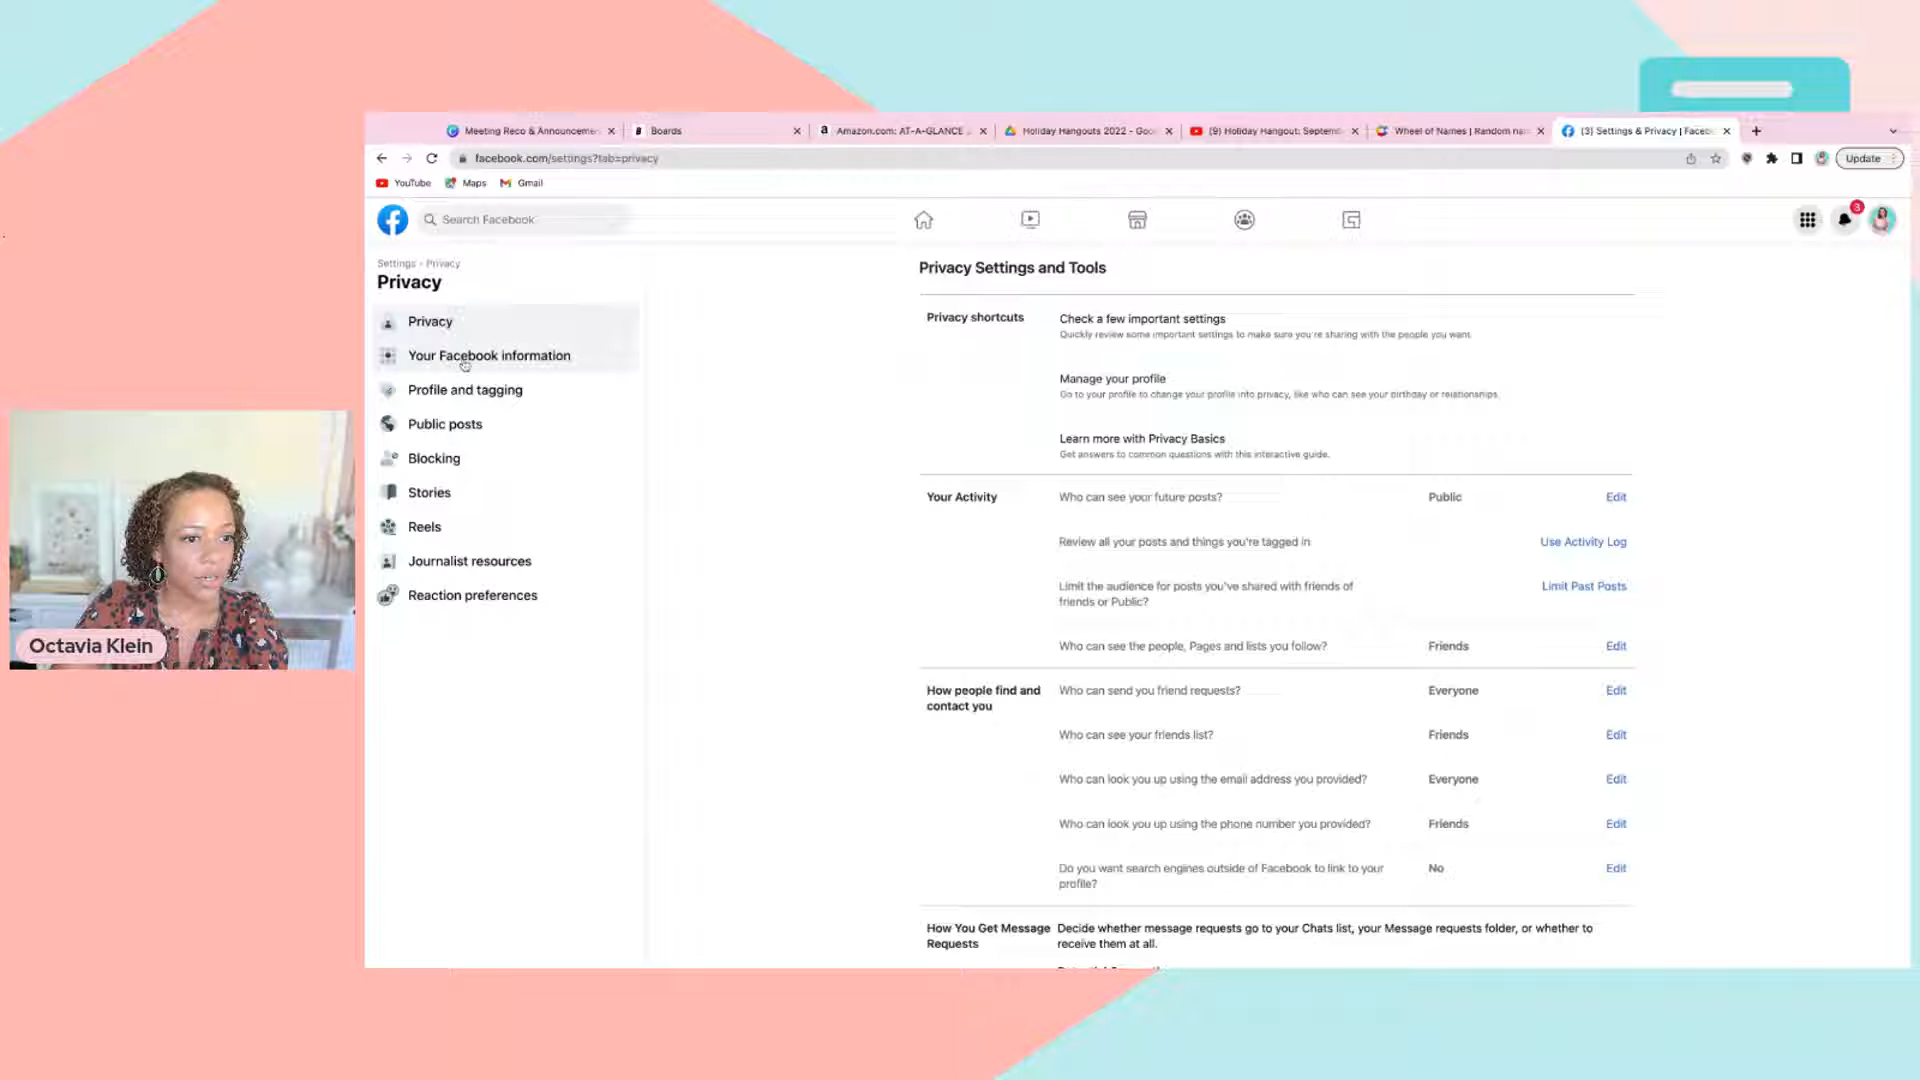 Meeting Reco & Announcemen
Boards
Amazon.com: AT-A-GLANCE
Holiday Hangouts 2022 - Goo
(9) Holiday Hangout: Septemb
Wheel of Names | Random na
(3) Settings & Privacy | Faceb
facebook.com/settings?tab=privacy
Update
YouTube
Maps
Gmail
Search Facebook
3
Settings · Privacy
Privacy
Privacy
Your Facebook information
Profile and tagging
Public posts
Blocking
Stories
Reels
Journalist resources
Reaction preferences
Octavia Klein
Privacy Settings and Tools
Privacy shortcuts
Check a few important settings
Quickly review some important settings to make sure you're sharing with the people you want.
Manage your profile
Go to your profile to change your profile info privacy, like who can see your birthday or relationships.
Learn more with Privacy Basics
Get answers to common questions with this interactive guide.
Your Activity
Who can see your future posts? Public Edit
Review all your posts and things you're tagged in Use Activity Log
Limit the audience for posts you've shared with friends of Limit Past Posts
friends or Public?
Who can see the people, Pages and lists you follow? Friends Edit
How people find and
contact you
Who can send you friend requests? Everyone Edit
Who can see your friends list? Friends Edit
Who can look you up using the email address you provided? Everyone Edit
Who can look you up using the phone number you provided? Friends Edit
Do you want search engines outside of Facebook to link to your No Edit
profile?
How You Get Message
Requests
Decide whether message requests go to your Chats list, your Message requests folder, or whether to
receive them at all.